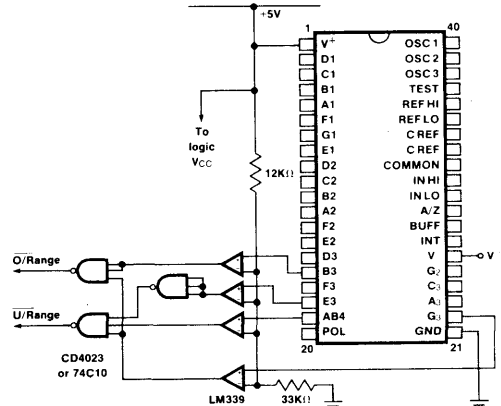 +5V
1
40
V+
OSC 1
D1
OSC 2
C1
OSC 3
B1
TEST
A1
REF HI
F1
REF LO
G1
C REF
E1
C REF
D2
COMMON
C2
IN HI
B2
IN LO
A2
A/Z
F2
BUFF
E2
INT
D3
V
V
B3
G2
F3
C3
E3
A3
AB4
G3
POL
GND
20
21
To
logic
VCC
12KΩ
O/Range
U/Range
CD4023
or 74C10
LM339
33KΩ